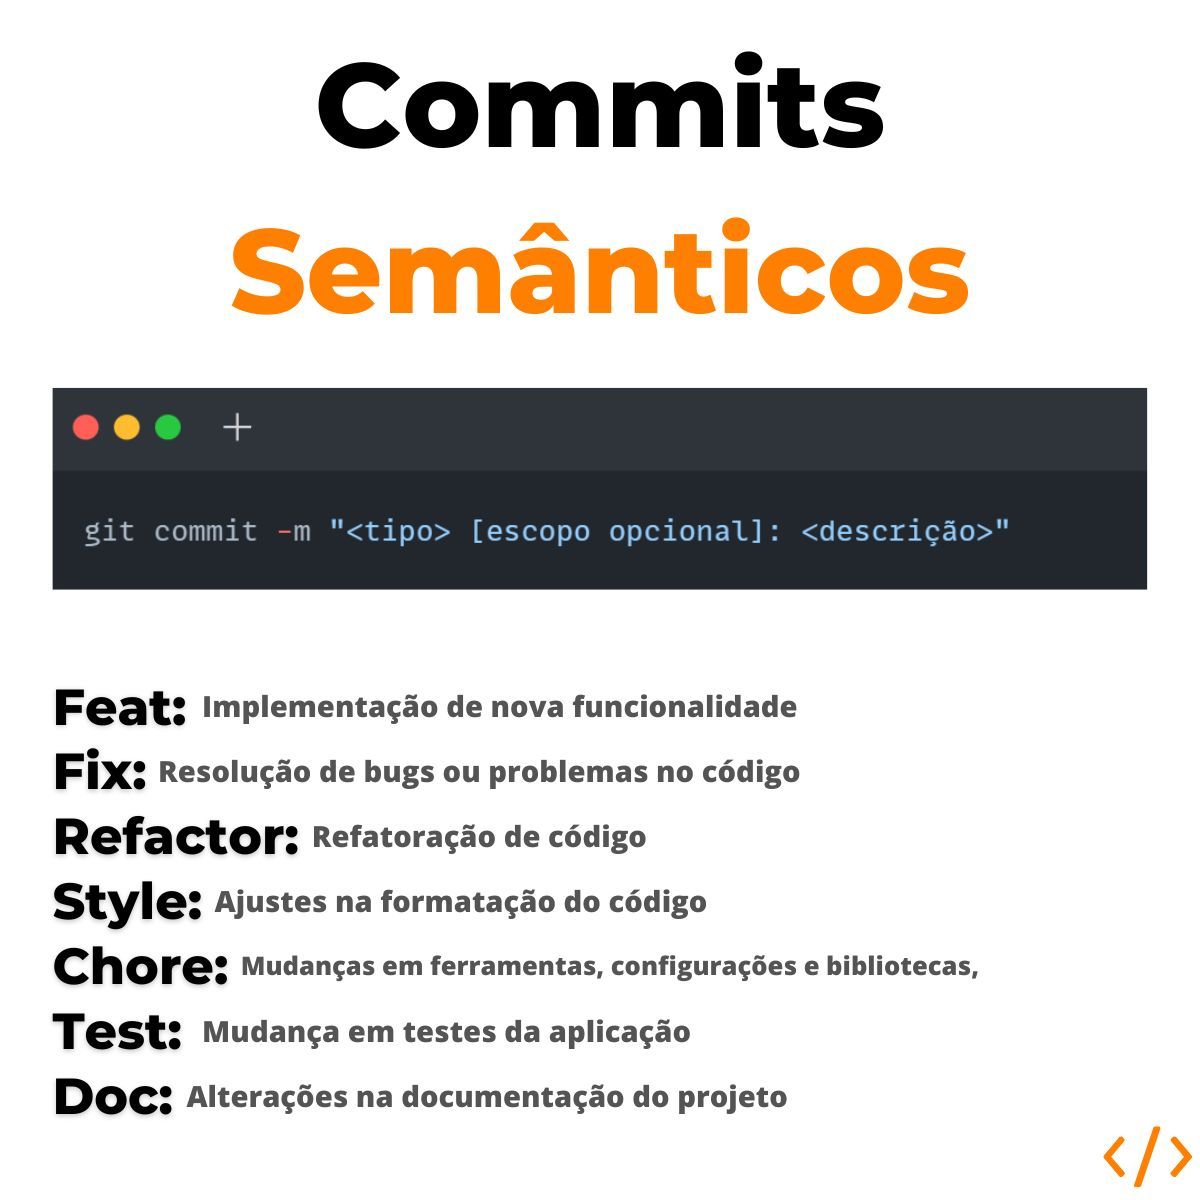 Commits
Semânticos
git commit -m "<tipo> [escopo opcional]: <descrição>"
Feat: Implementação de nova funcionalidade
Fix: Resolução de bugs ou problemas no código
Refactor: Refatoração de código
Style: Ajustes na formatação do código
Chore: Mudanças em ferramentas, configurações e bibliotecas,
Test: Mudança em testes da aplicação
Doc: Alterações na documentação do projeto